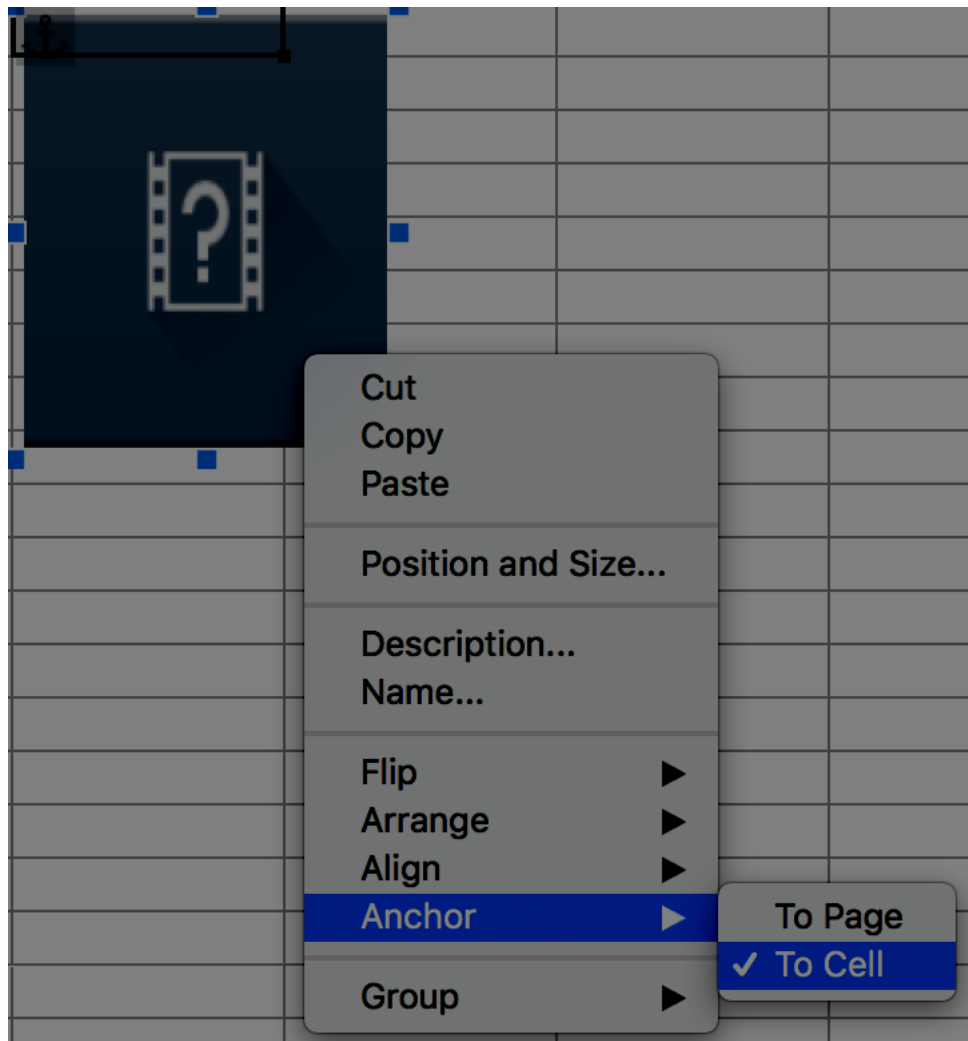 ?
Cut
Copy
Paste
Position and Size...
Description...
Name...
Flip
Arrange
Align
Anchor
To Page
To Cell
Group